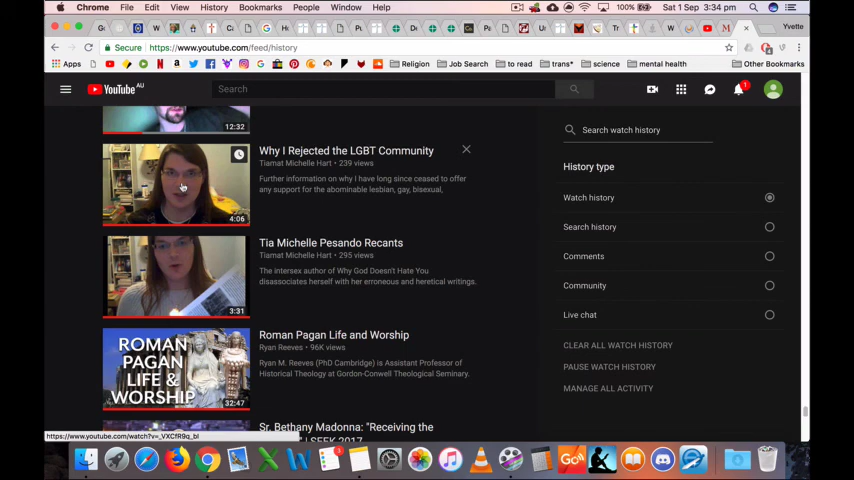 Chrome File Edit View History Bookmarks People Window Help 100% Sat 1 Sep 3:34 pm
Yvette
Secure https://www.youtube.com/feed/history
Apps Religion Job Search to read trans* science mental health Other Bookmarks
YouTube AU
Search
1
12:32
Why I Rejected the LGBT Community
Tiamat Michelle Hart • 239 views
Further information on why I have long since ceased to offer
any support for the abominable lesbian, gay, bisexual,
4:06
Tia Michelle Pesando Recants
Tiamat Michelle Hart • 295 views
The intersex author of Why God Doesn't Hate You
disassociates herself with her erroneous and heretical writings.
3:31
ROMAN
PAGAN
LIFE &
WORSHIP
32:47
Roman Pagan Life and Worship
Ryan Reeves • 96K views
Ryan M. Reeves (PhD Cambridge) is Assistant Professor of
Historical Theology at Gordon-Conwell Theological Seminary.
Sr. Bethany Madonna: "Receiving the
Search watch history
History type
Watch history
Search history
Comments
Community
Live chat
CLEAR ALL WATCH HISTORY
PAUSE WATCH HISTORY
MANAGE ALL ACTIVITY
https://www.youtube.com/watch?v=_VXCfR9q_bI
Go